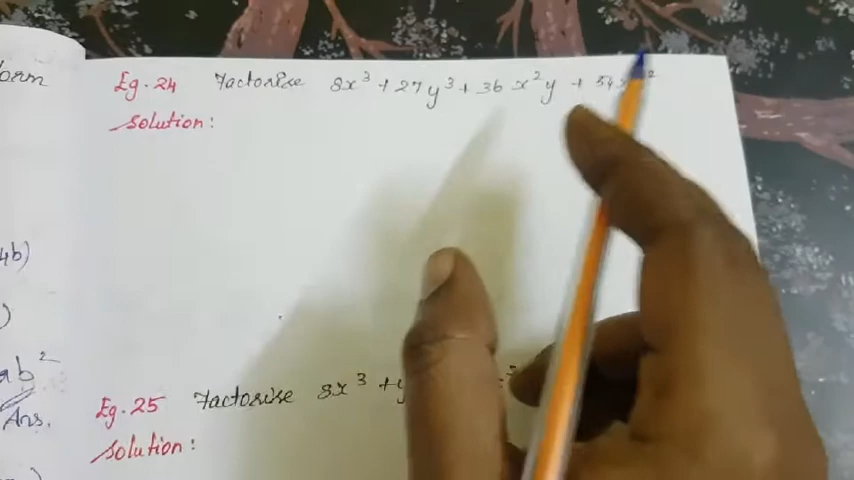 orm
Eg. 24 Factorise 8x³ + 27y³ + 36x²y + 54
Solution:
4b)
)
ab²
Ans.
Eg. 25 Factorise 8x³ + y
Solution:
)